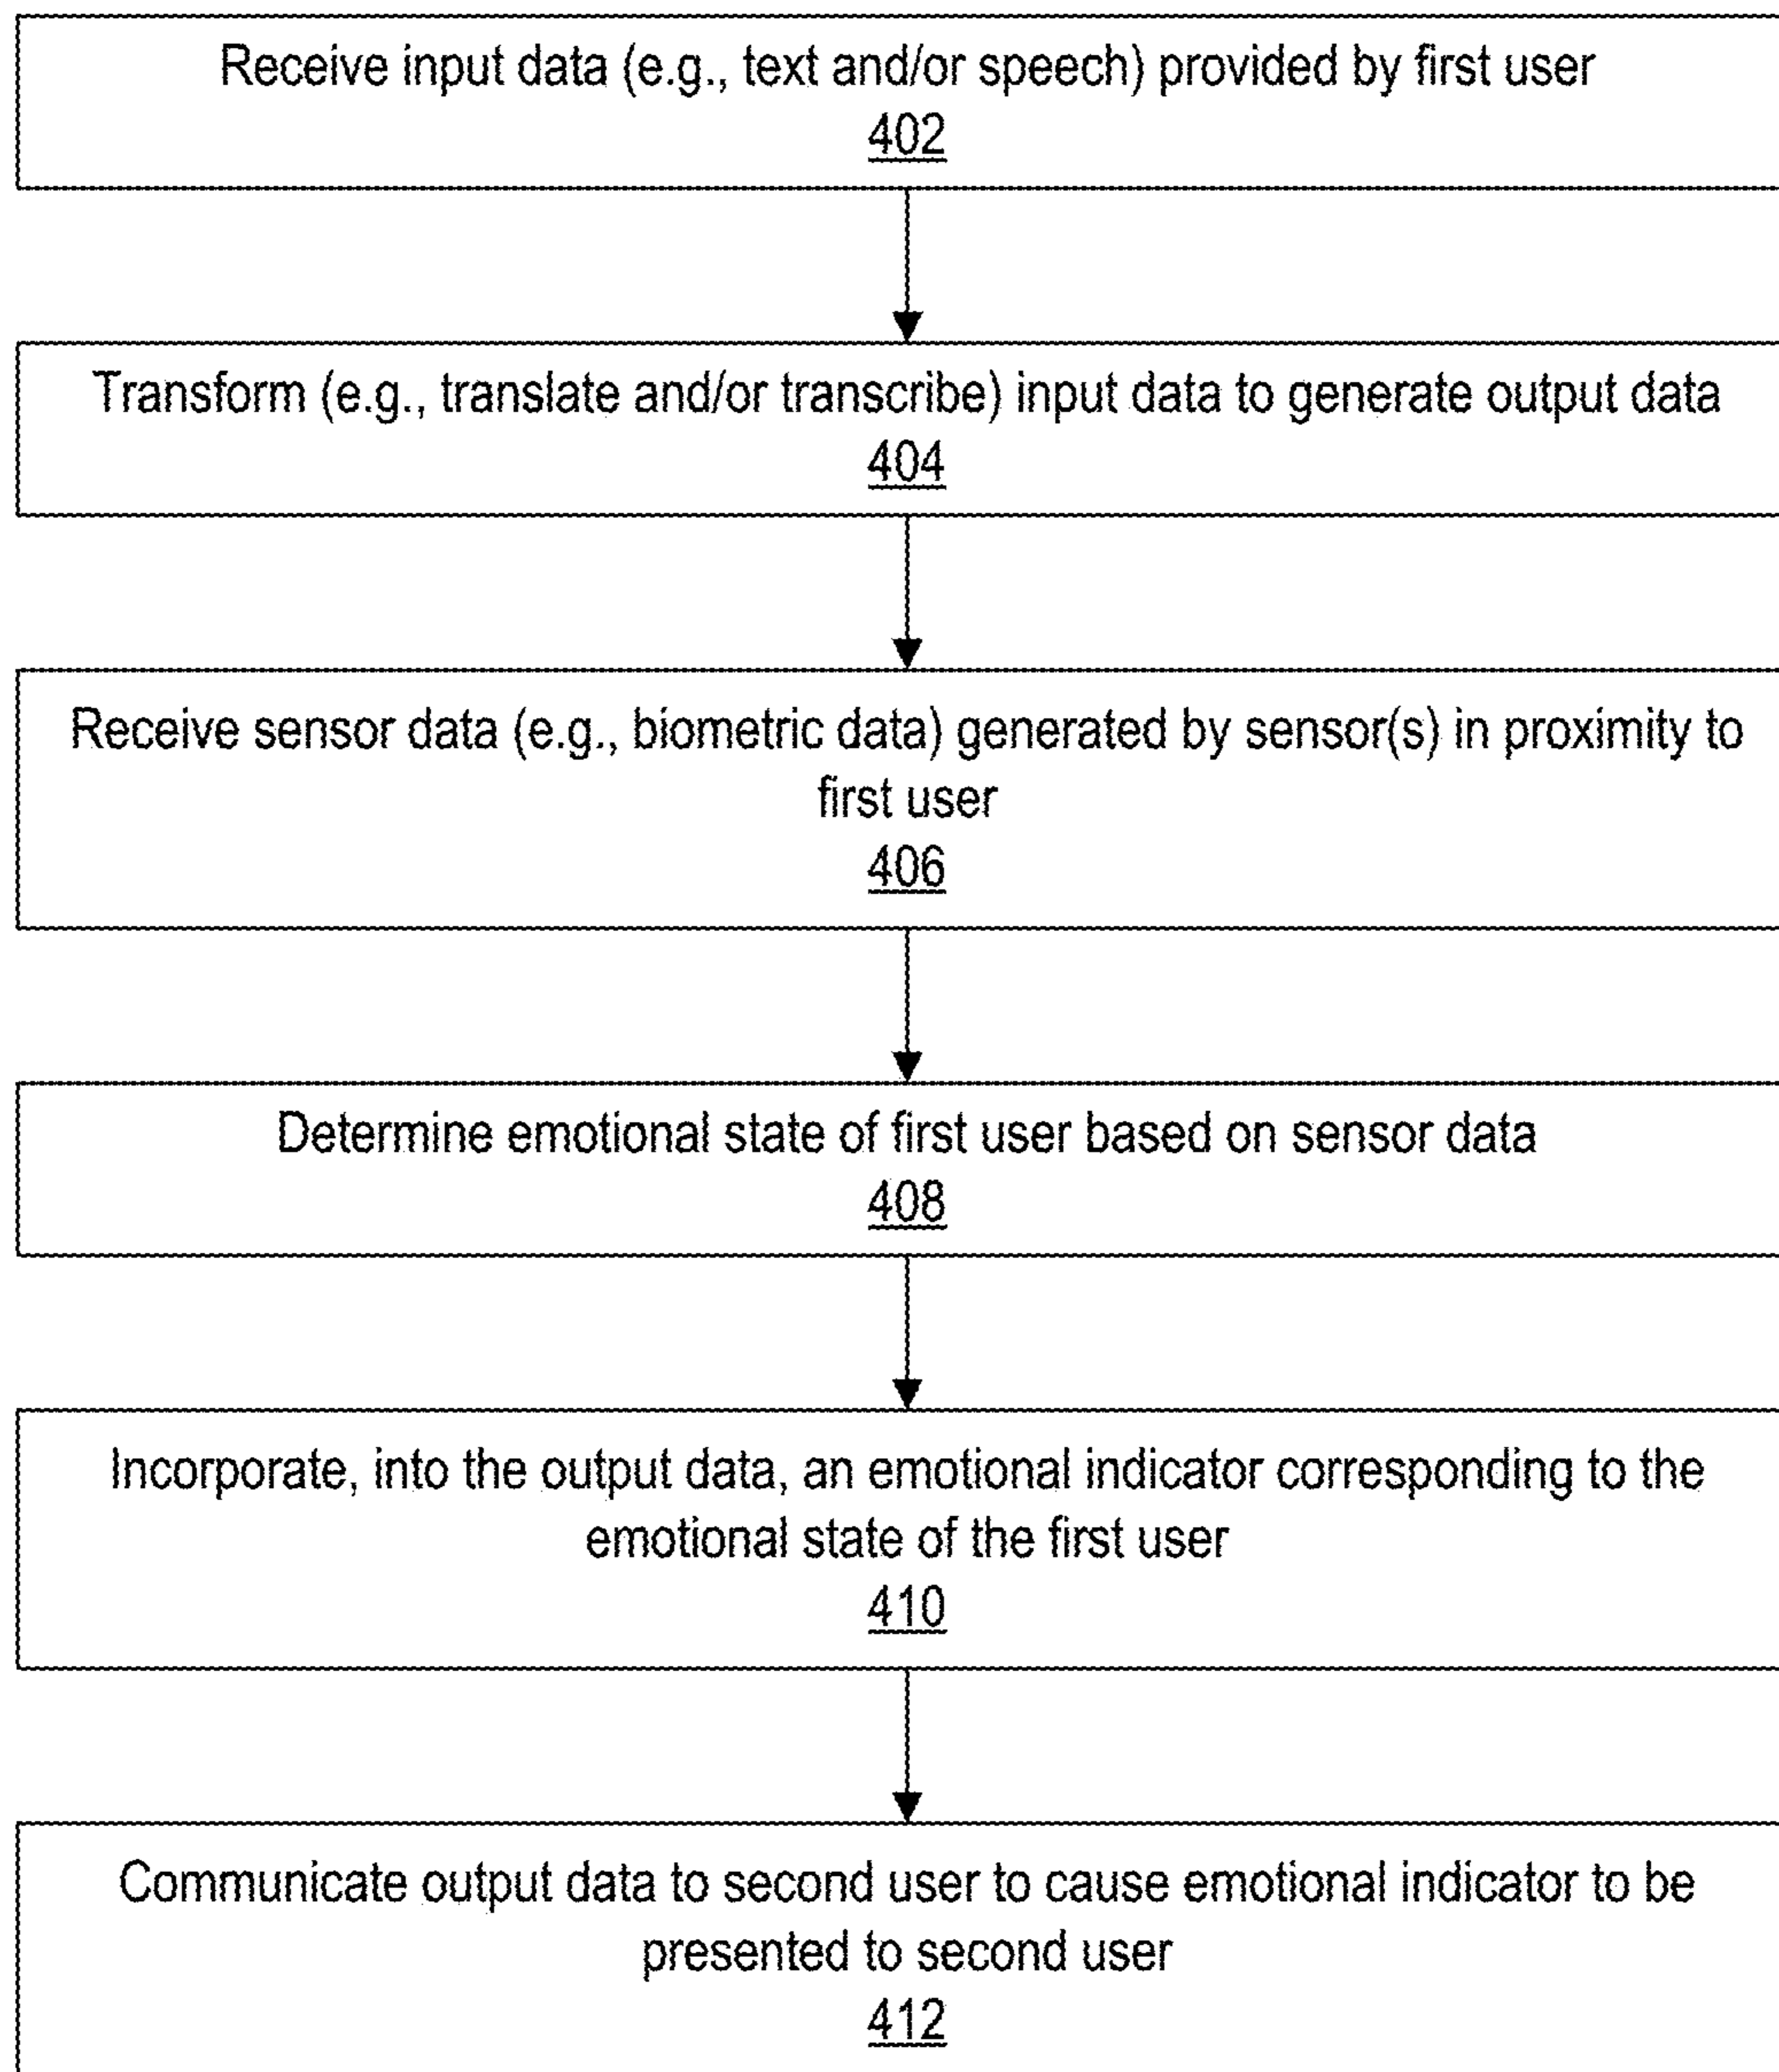 Receive input data (e.g., text and/or speech) provided by first user
402
Transform (e.g., translate and/or transcribe) input data to generate output data
404
Receive sensor data (e.g., biometric data) generated by sensor(s) in proximity to
first user
406
Determine emotional state of first user based on sensor data
408
Incorporate, into the output data, an emotional indicator corresponding to the
emotional state of the first user
410
Communicate output data to second user to cause emotional indicator to be
presented to second user
412